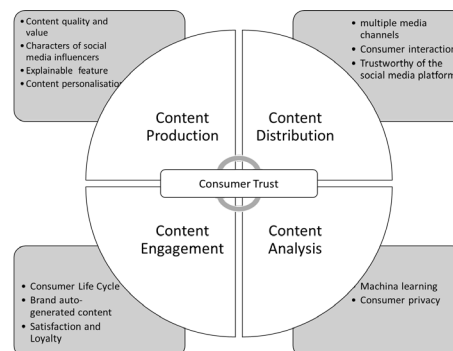 • Content quality and
value
• Characters of social
media influencers
• Explainable feature
• Content personalisation
• multiple media
channels
• Consumer interaction
• Trustworthy of the
social media platform
Content
Production
Content
Distribution
Consumer Trust
Content
Engagement
Content
Analysis
• Consumer Life Cycle
• Brand auto-
generated content
• Satisfaction and
Loyalty
Machina learning
• Consumer privacy